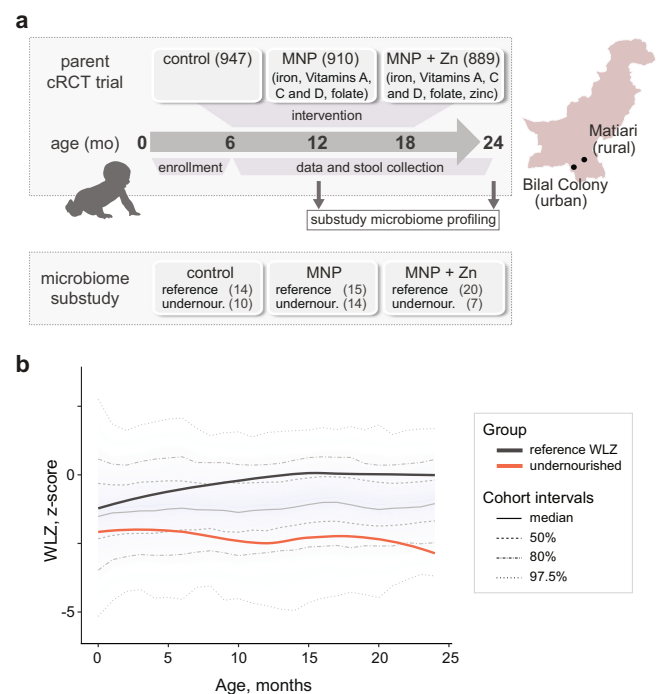 a
parent
cRCT trial
control (947)
MNP (910)
(iron, Vitamins A,
C and D, folate)
MNP + Zn (889)
(iron, Vitamins A, C
and D, folate, zinc)
intervention
age (mo)
0 6 12 18 24
enrollment
data and stool collection
substudy microbiome profiling
Matiari
(rural)
Bilal Colony
(urban)
microbiome
substudy
control
reference (14)
undernour. (10)
MNP
reference (15)
undernour. (14)
MNP + Zn
reference (20)
undernour. (7)
b
WLZ, z-score
0
-5
0 5 10 15 20 25
Age, months
Group
reference WLZ
undernourished
Cohort intervals
median
50%
80%
97.5%